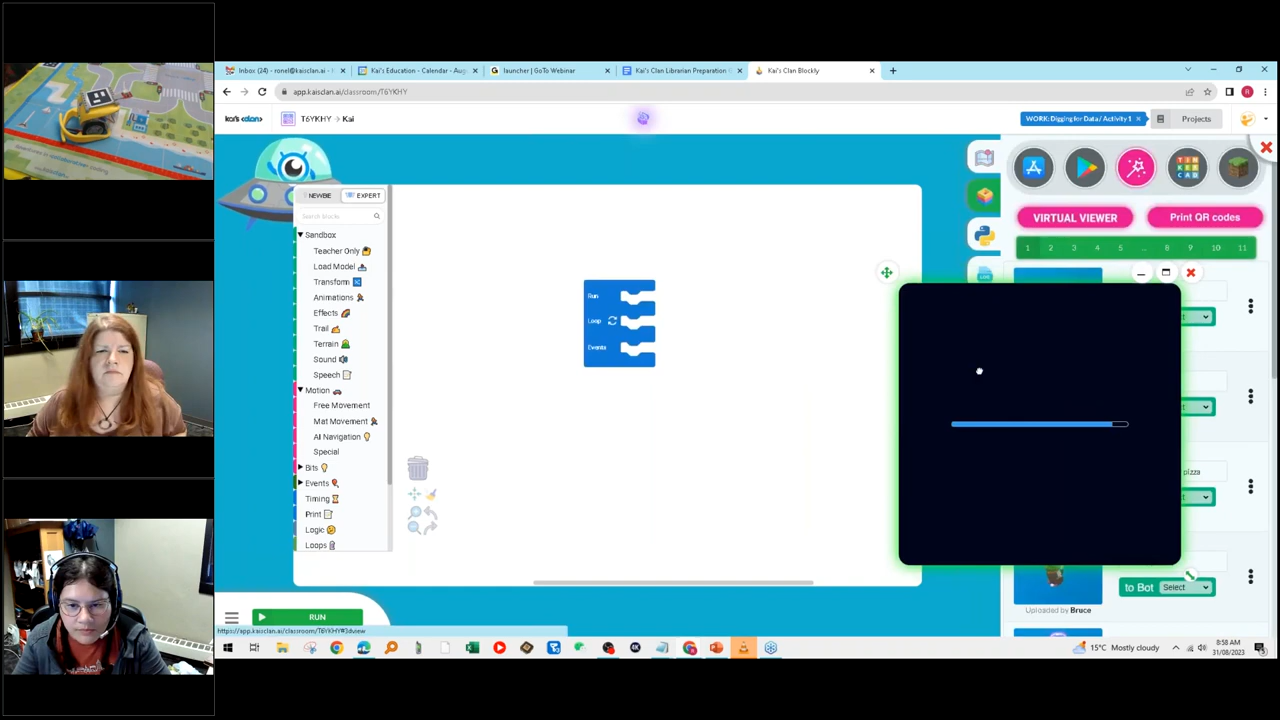 Inbox (24) - ronel@kaisclan.ai -
Kai's Education - Calendar - Aug
launcher | GoTo Webinar
Kai's Clan Librarian Preparation
Kai's Clan Blockly
app.kaisclan.ai/classroom/T6YKHY
R
kai's <clan>
T6YKHY → Kai
WORK: Digging for Data / Activity 1
Projects
NEWBIE
EXPERT
Search blocks
Sandbox
Teacher Only
Load Model
Transform
Animations
Effects
Trail
Terrain
Sound
Speech
Motion
Free Movement
Mat Movement
AI Navigation
Special
Bits
Events
Timing
Print
Logic
Loops
Run
Loop
Events
TINKERCAD
VIRTUAL VIEWER
Print QR codes
1 2 3 4 5 ... 8 9 10 11
pizza
to Bot
Select
Uploaded by Bruce
RUN
https://app.kaisclan.ai/classroom/T6YKHY#3dview
15°C Mostly cloudy
8:58 AM
31/08/2023